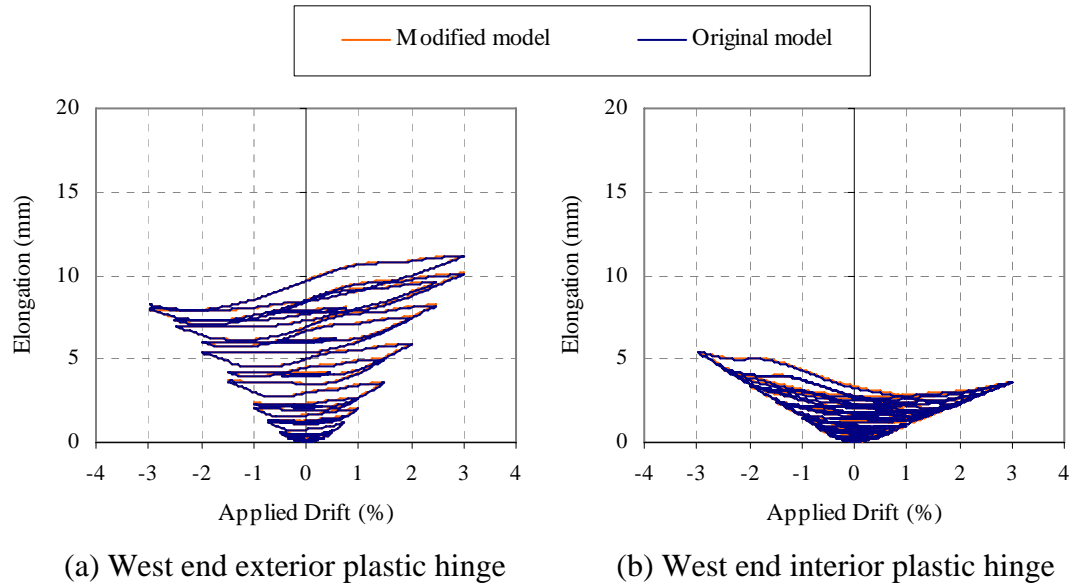 Modified model
Original model
20
15
10
5
0
-4 -3 -2 -1 0 1 2 3 4
Elongation (mm)
Applied Drift (%)
(a) West end exterior plastic hinge
20
15
10
5
0
-4 -3 -2 -1 0 1 2 3 4
Elongation (mm)
Applied Drift (%)
(b) West end interior plastic hinge